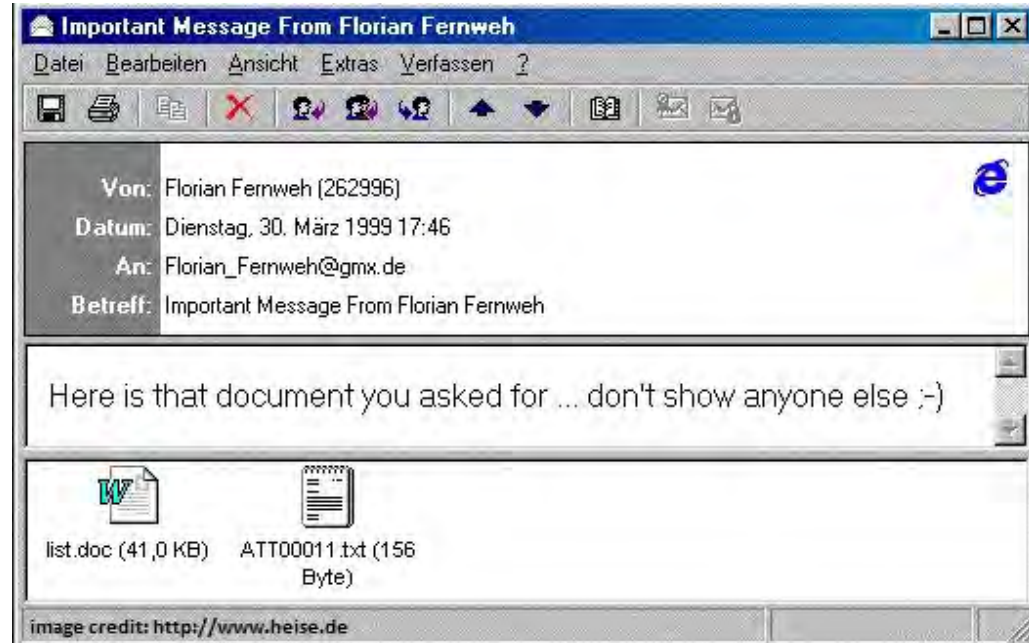 Important Message From Florian Fernweh
Datei Bearbeiten Ansicht Extras Verfassen ?
Von: Florian Fernweh (262996)
Datum: Dienstag, 30. März 1999 17:46
An: Florian_Fernweh@gmx.de
Betreff: Important Message From Florian Fernweh
Here is that document you asked for ... don't show anyone else ;-)
list.doc (41,0 KB) ATT00011.txt (156
Byte)
image credit: http://www.heise.de